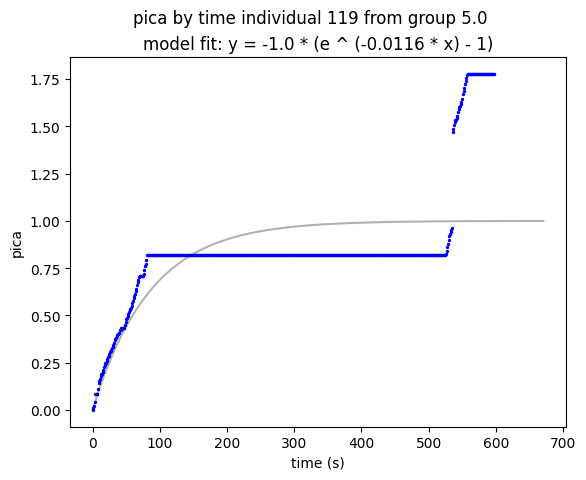 pica by time individual 119 from group 5.0
model fit: y = -1.0 * (e ^ (-0.0116 * x) - 1)
1.75
1.50
1.25
1.00
0.75
0.50
0.25
0.00
pica
0 100 200 300 400 500 600 700
time (s)